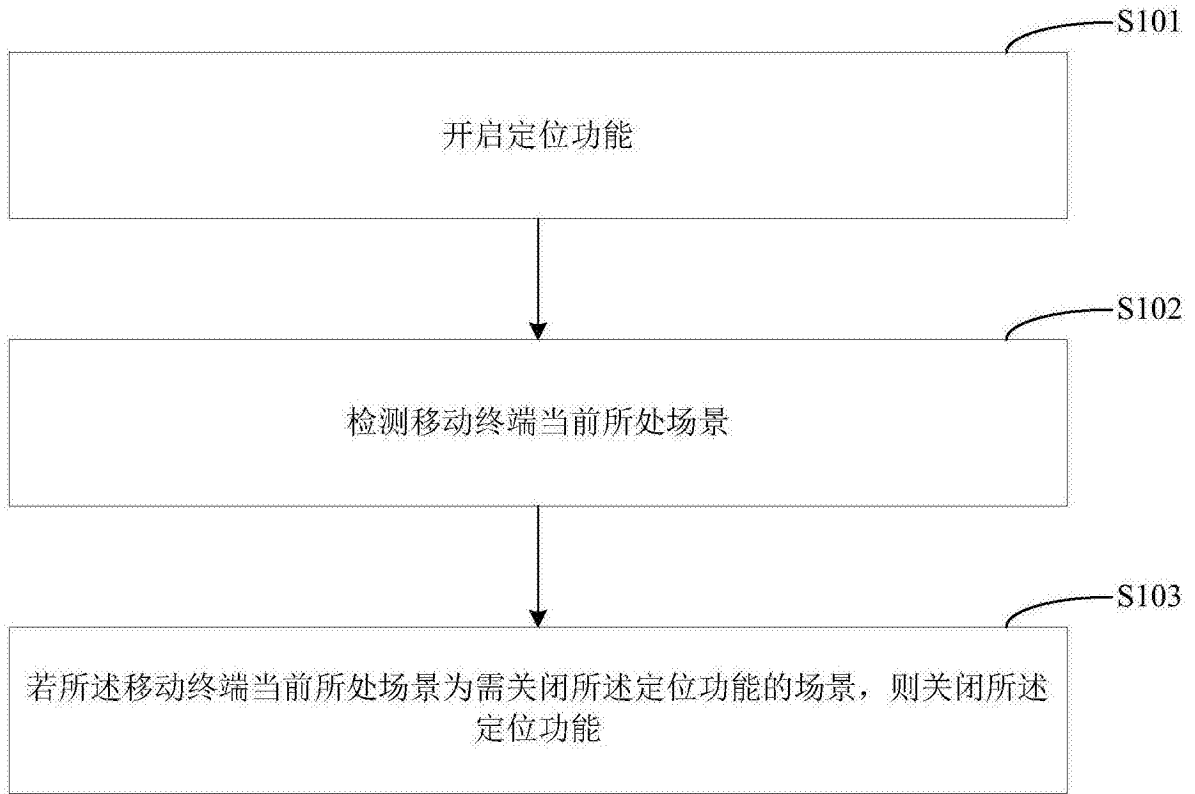 S101
开启定位功能
S102
检测移动终端当前所处场景
S103
若所述移动终端当前所处场景为需关闭所述定位功能的场景，则关闭所述
定位功能